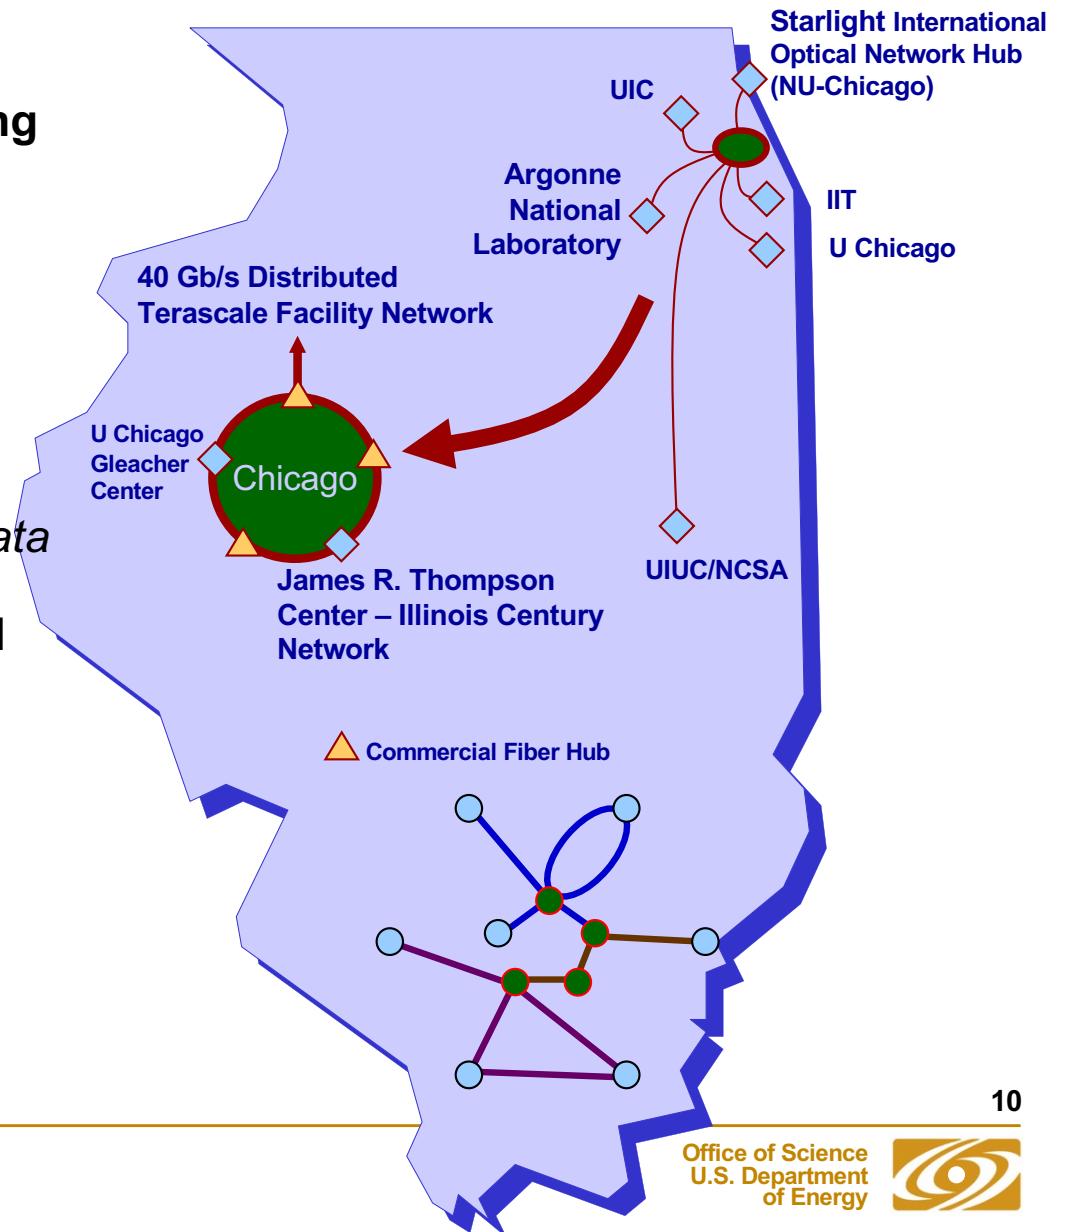 Starlight International
Optical Network Hub
(NU-Chicago)
UIC
ng
Argonne
National
Laboratory
IIT
U Chicago
40 Gb/s Distributed
Terascale Facility Network
U Chicago
Gleacher
Center
Chicago
ata
UIUC/NCSA
James R. Thompson
Center – Illinois Century
Network
Commercial Fiber Hub
10
Office of Science
U.S. Department
of Energy